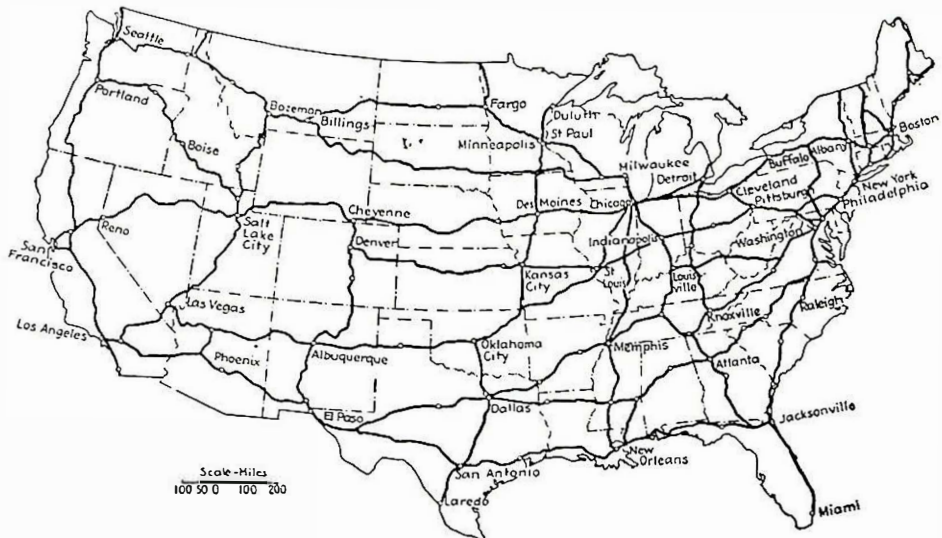 Seattle
Portland
Bozeman
Billings
Fargo
Duluth
St Paul
Minneapolis
Boise
Milwaukee
Detroit
Buffalo
Albany
Boston
Cleveland
Pittsburgh
New York
Philadelphia
Des Moines
Chicago
Cheyenne
Reno
Salt
Lake
City
Denver
San
Francisco
Indianapolis
Washington
Kansas
City
St
Louis
Louis
ville
Las Vegas
Knoxville
Raleigh
Los Angeles
Phoenix
Albuquerque
Oklahoma
City
Memphis
Atlanta
El Paso
Dallas
Jacksonville
San Antonio
New
Orleans
Laredo
Miami
Scale-Miles
100 50 0 100 200